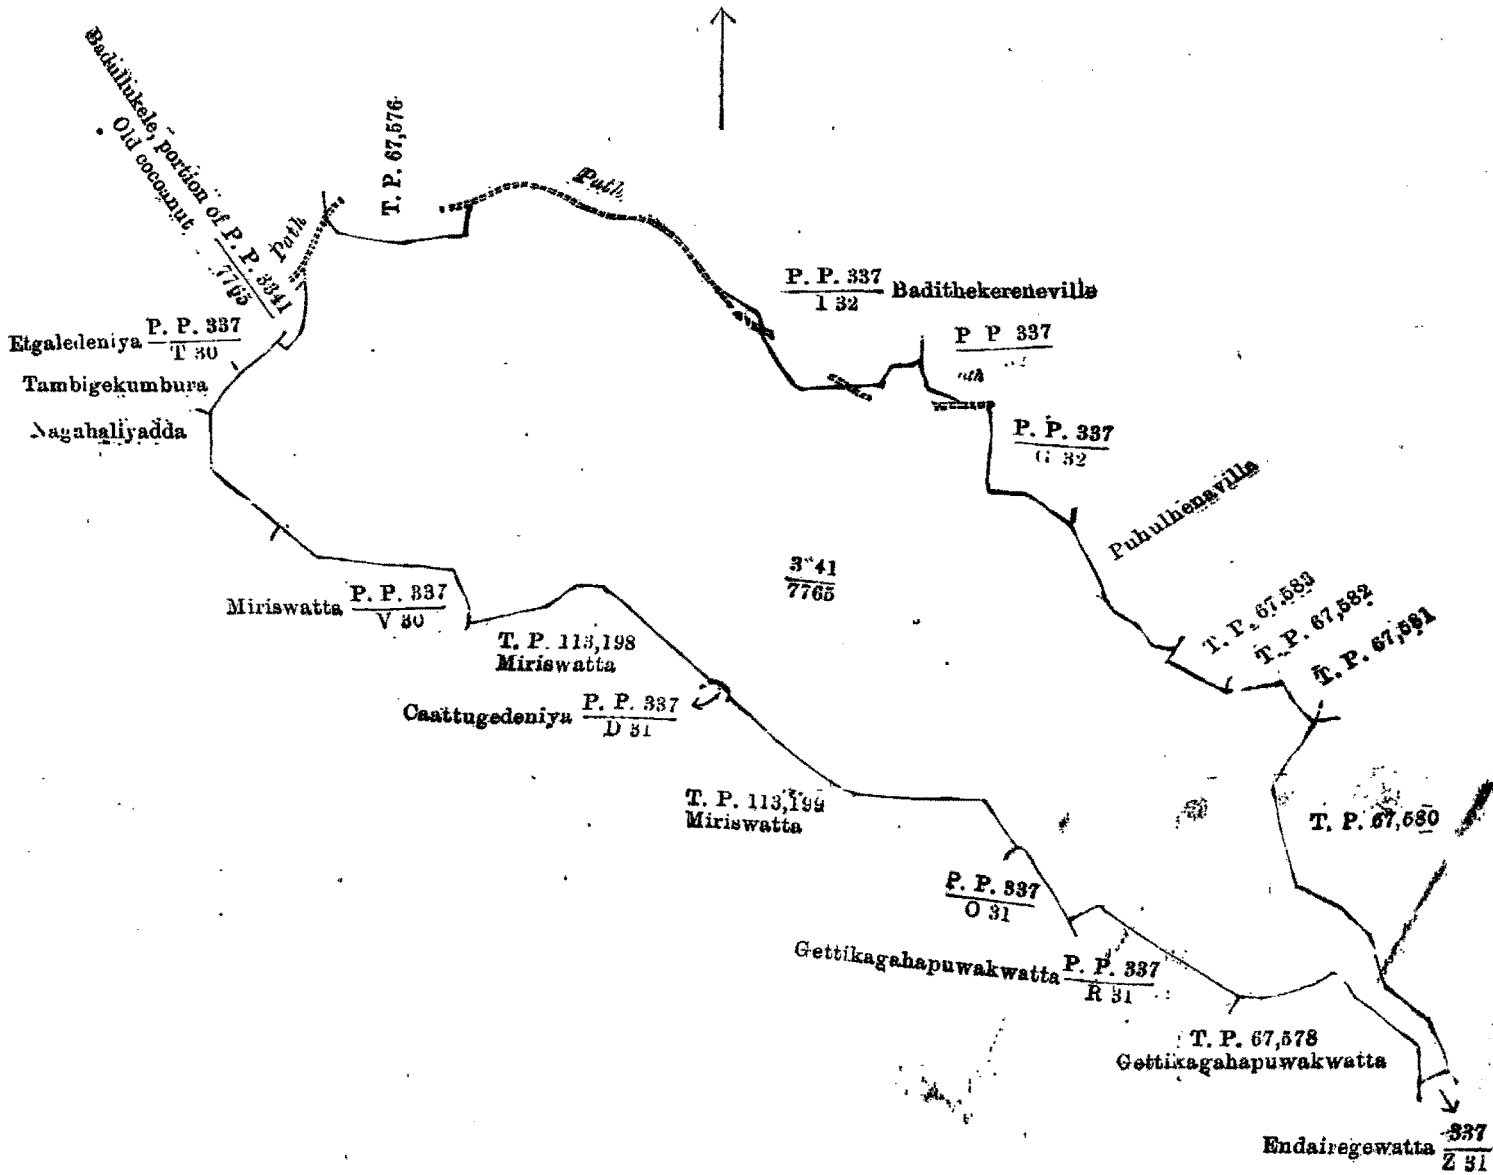 Badullukele, portion of P. P. 3341
7765
Old cocoanut
Path
T. P. 67,576
Path
P. P. 337
I 32
Badithekereneville
P P 337
P. P. 337
G 32
Etgaledeniya P. P. 337
T 30
Tambigekumbura
Nagahaliyadda
Puhulhenaville
7765
Miriswatta P. P. 337
V 30
T. P. 113,198
Miriswatta
T. P. 67,583
T. P. 67,582
T. P. 67,581
Caattugedeniya P. P. 337
D 31
T. P. 113,199
Miriswatta
T. P. 67,580
P. P. 337
O 31
Gettikagahapuwakwatta P. P. 337
R 31
T. P. 67,578
Gettikagahapuwakwatta
Endairegewatta 337
Z 31